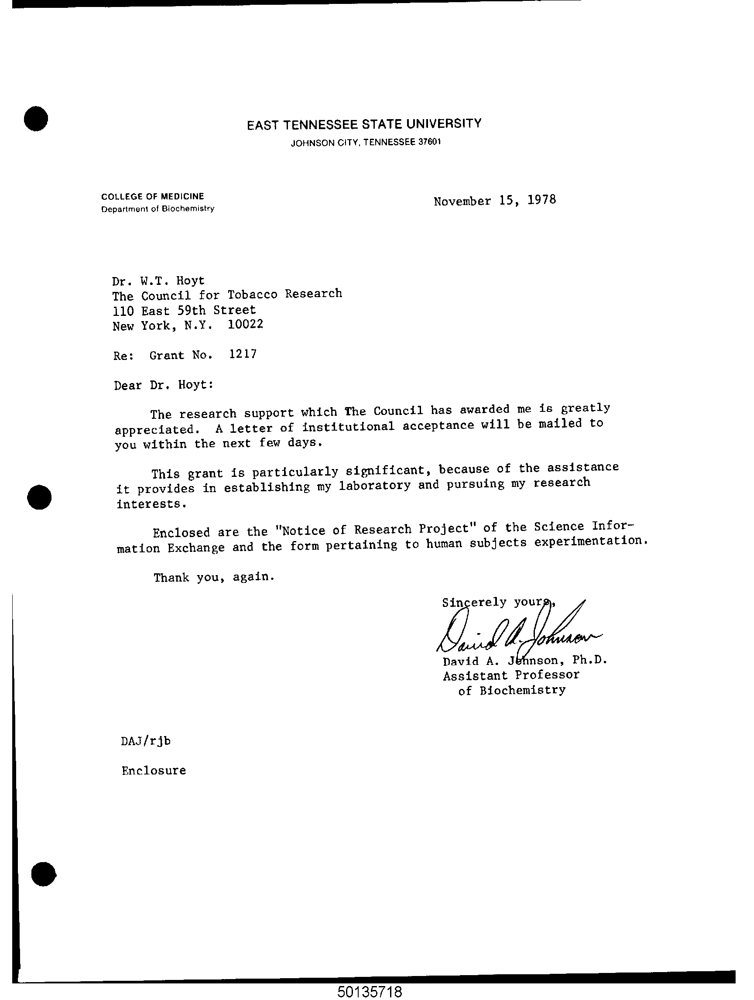 EAST TENNESSEE STATE UNIVERSITY
JOHNSON CITY, TENNESSEE 37601
COLLEGE OF MEDICINE
Department of Biochemistry
November 15, 1978
Dr. W.T. Hoyt
The Council for Tobacco Research
110 East 59th Street
New York, N.Y. 10022
Re: Grant No. 1217
Dear Dr. Hoyt:
The research support which The Council has awarded me is greatly
appreciated. A letter of institutional acceptance will be mailed to
you within the next few days.
This grant is particularly significant, because of the assistance
it provides in establishing my laboratory and pursuing my research
interests.
Enclosed are the "Notice of Research Project" of the Science Infor-
mation Exchange and the form pertaining to human subjects experimentation.
Thank you, again.
Sincerely yours,
David A. Johnson
David A. Johnson, Ph.D.
Assistant Professor
of Biochemistry
DAJ/rjb
Enclosure
50135718